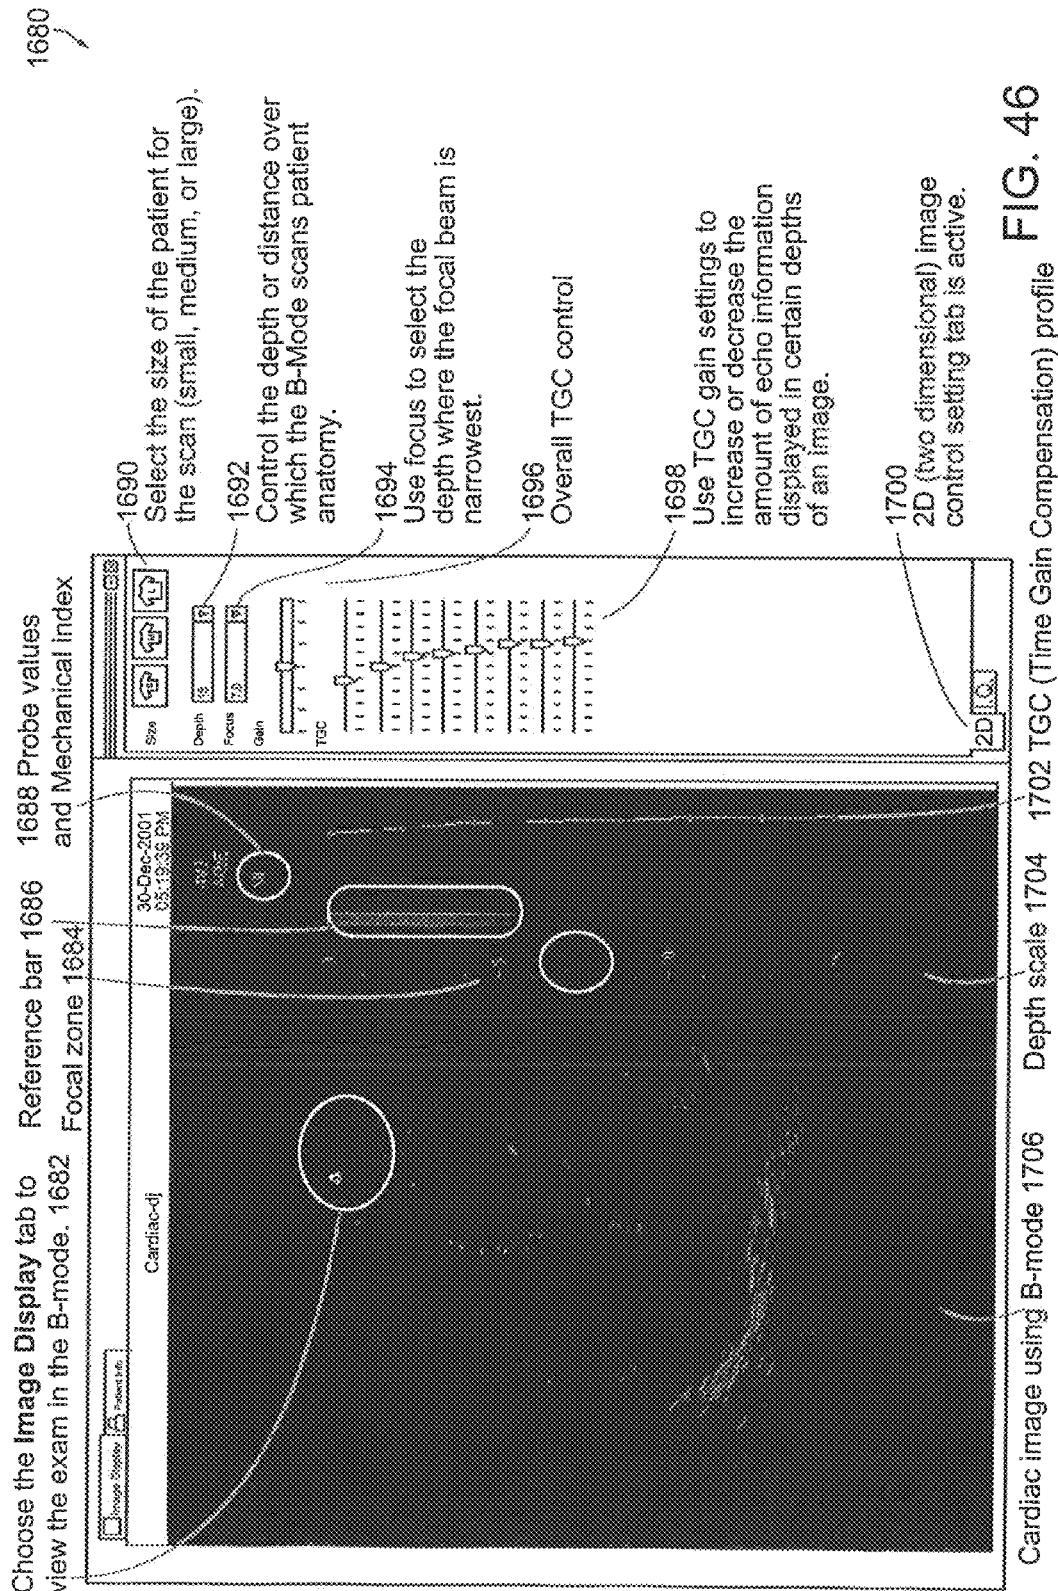 1680
Choose the Image Display tab to
view the exam in the B-mode. 1682
Reference bar 1686
Focal zone 1684
1688 Probe values
and Mechanical Index
Image Display
Patient Info
Cardiac-dj
30-Dec-2001
05:19:39 PM
Size
Depth
Focus
Gain
TGC
2D
1690
Select the size of the patient for
the scan (small, medium, or large).
1692
Control the depth or distance over
which the B-Mode scans patient
anatomy.
1694
Use focus to select the
depth where the focal beam is
narrowest.
1696
Overall TGC control
1698
Use TGC gain settings to
increase or decrease the
amount of echo information
displayed in certain depths
of an image.
1700
2D (two dimensional) image
control setting tab is active.
Cardiac image using B-mode 1706
Depth scale 1704
1702 TGC (Time Gain Compensation) profile
FIG. 46